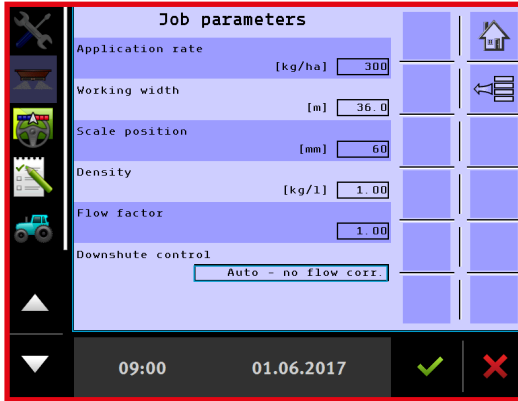 Job parameters
Application rate
[kg/ha] 300
Working width
[m] 36.0
Scale position
[mm] 60
Density
[kg/l] 1.00
Flow factor
1.00
Downshute control
Auto - no flow corr.
09:00 01.06.2017